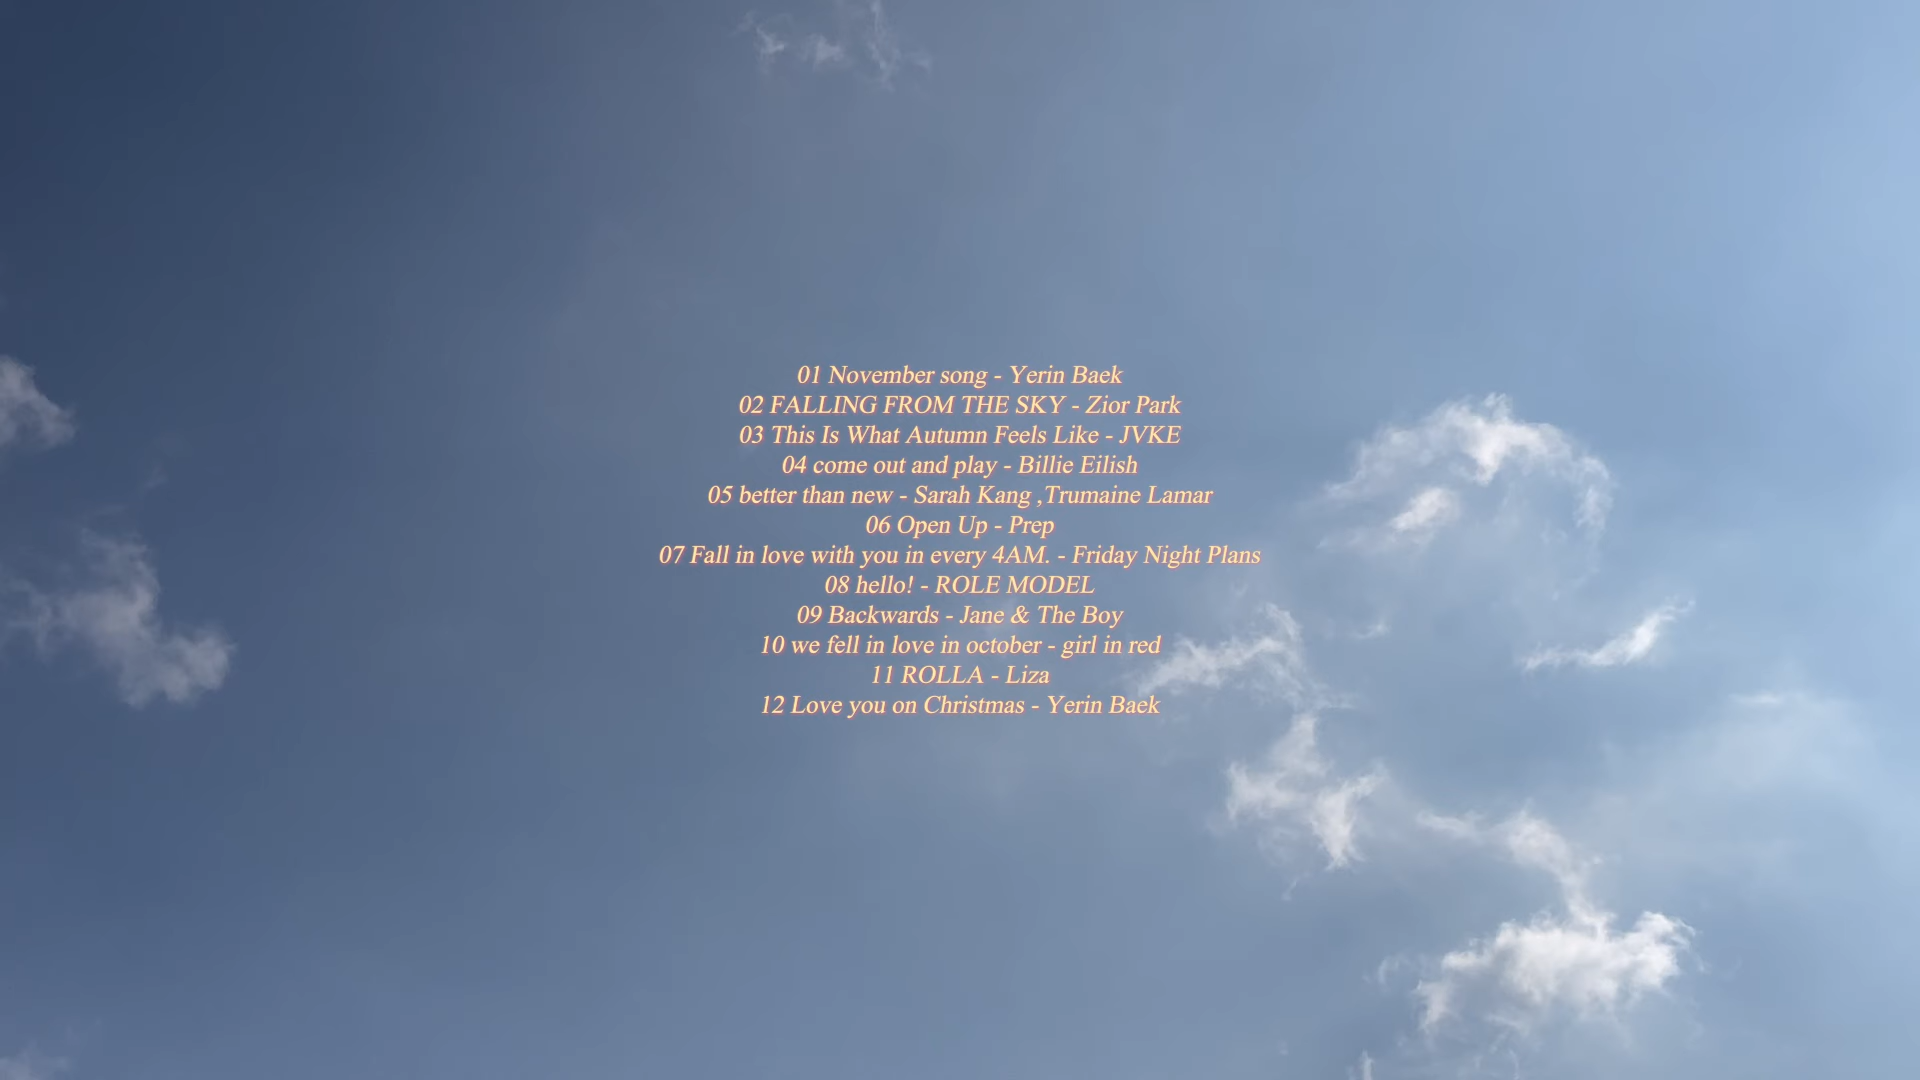 01 November song - Yerin Baek
02 FALLING FROM THE SKY - Zior Park
03 This Is What Autumn Feels Like - JVKE
04 come out and play - Billie Eilish
05 better than new - Sarah Kang ,Trumaine Lamar
06 Open Up - Prep
07 Fall in love with you in every 4AM. - Friday Night Plans
08 hello! - ROLE MODEL
09 Backwards - Jane & The Boy
10 we fell in love in october - girl in red
11 ROLLA - Liza
12 Love you on Christmas - Yerin Baek